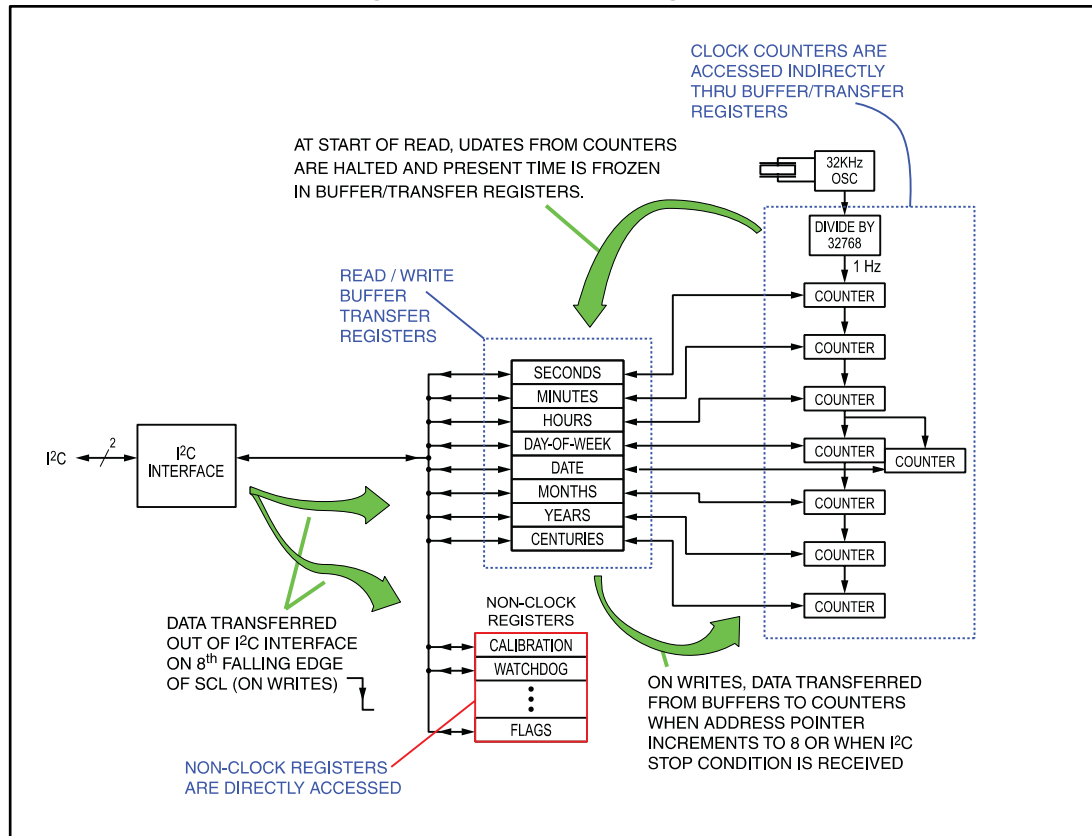 CLOCK COUNTERS ARE
ACCESSED INDIRECTLY
THRU BUFFER/TRANSFER
REGISTERS
AT START OF READ, UDATES FROM COUNTERS
ARE HALTED AND PRESENT TIME IS FROZEN
IN BUFFER/TRANSFER REGISTERS.
32KHz
OSC
DIVIDE BY
32768
1 Hz
READ / WRITE
BUFFER
TRANSFER
REGISTERS
SECONDS
MINUTES
HOURS
DAY-OF-WEEK
DATE
MONTHS
YEARS
CENTURIES
COUNTER
COUNTER
COUNTER
COUNTER
COUNTER
COUNTER
COUNTER
COUNTER
I²C
2
I²C
INTERFACE
DATA TRANSFERRED
OUT OF I²C INTERFACE
ON 8th FALLING EDGE
OF SCL (ON WRITES)
NON-CLOCK
REGISTERS
CALIBRATION
WATCHDOG
FLAGS
ON WRITES, DATA TRANSFERRED
FROM BUFFERS TO COUNTERS
WHEN ADDRESS POINTER
INCREMENTS TO 8 OR WHEN I²C
STOP CONDITION IS RECEIVED
NON-CLOCK REGISTERS
ARE DIRECTLY ACCESSED